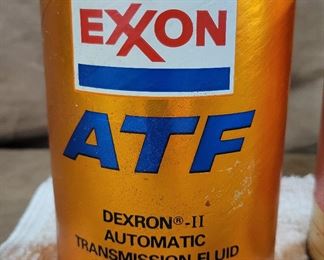 EXXON
ATF
DEXRON®-II
AUTOMATIC
TRANSMISSION FLUID